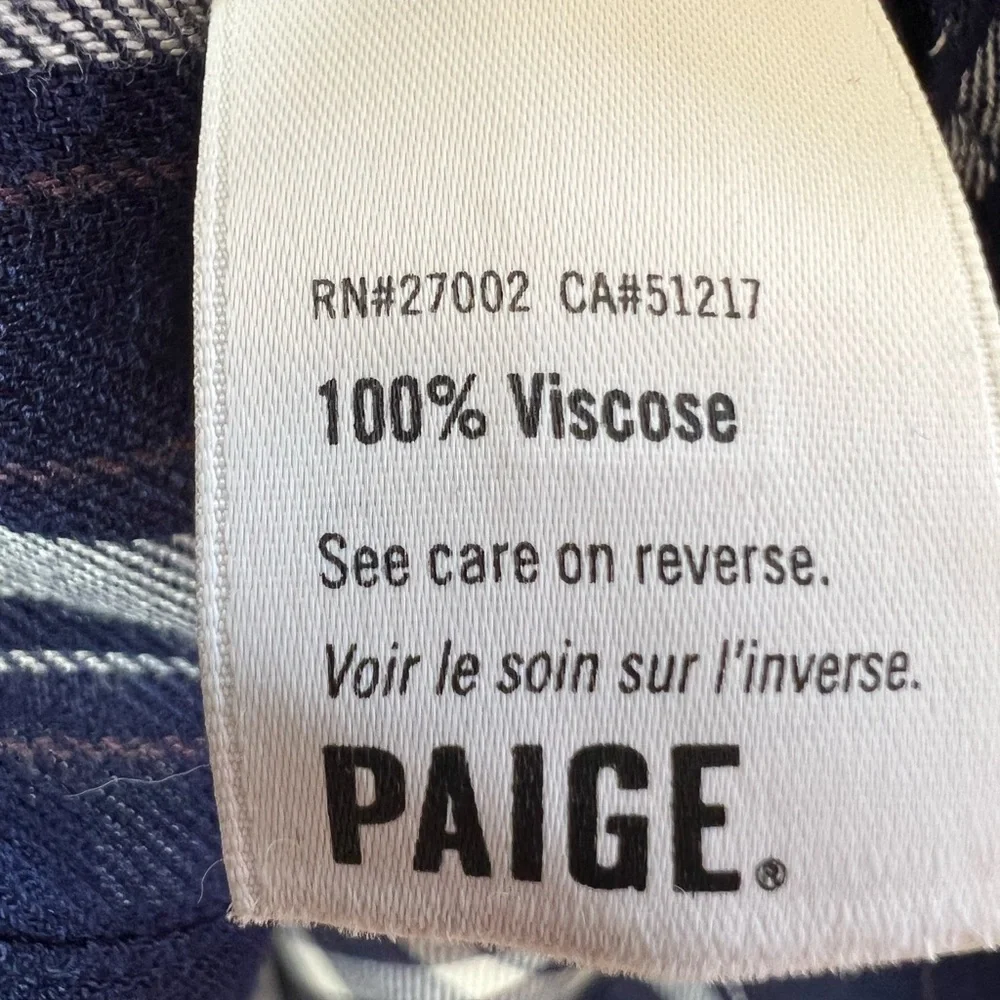 RN#27002 CA#51217
100% Viscose
See care on reverse.
Voir le soin sur l'inverse.
PAIGE®